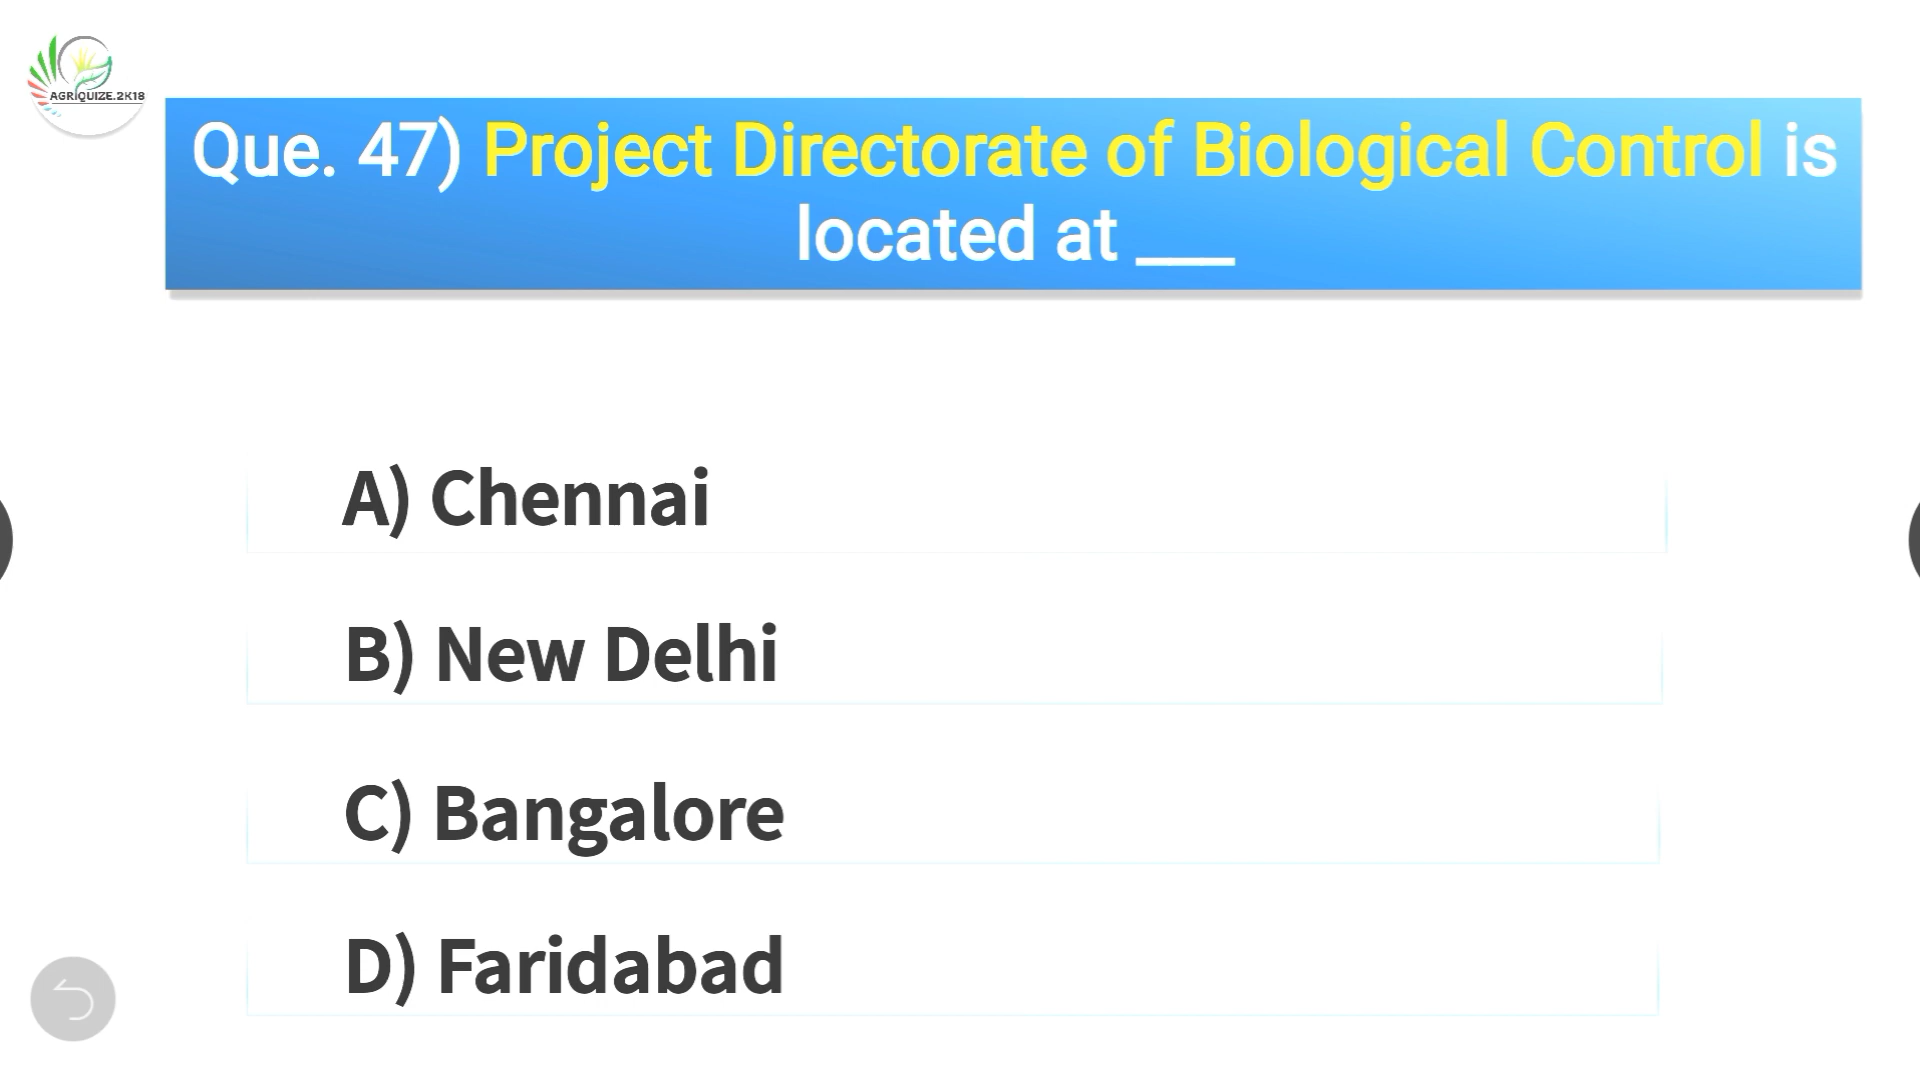 AGRIQUIZE.2K18
Que. 47) Project Directorate of Biological Control is
located at ___
A) Chennai
B) New Delhi
C) Bangalore
D) Faridabad